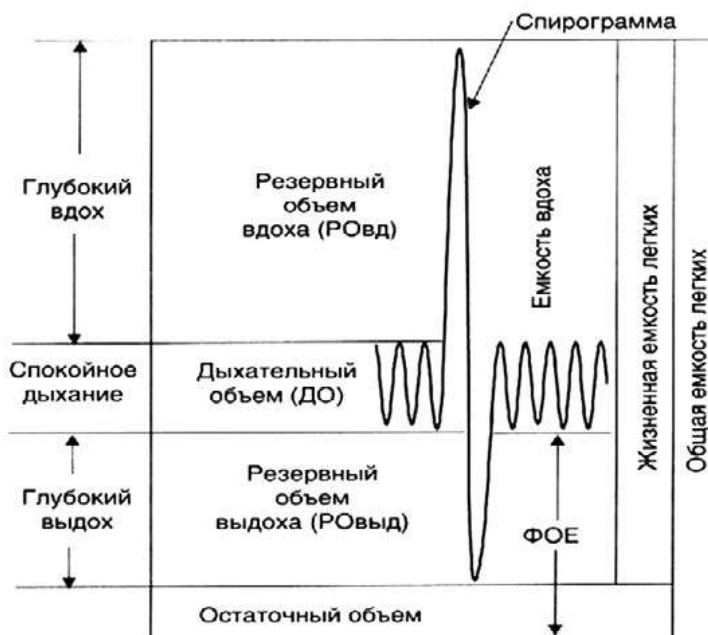 Спирограмма
Глубокий
вдох
Резервный
объем
вдоха (РОвд)
Емкость вдоха
Жизненная емкость легких
Общая емкость легких
Спокойное
дыхание
Дыхательный
объем (ДО)
Глубокий
выдох
Резервный
объем
выдоха (РОвыд)
ФОЕ
Остаточный объем